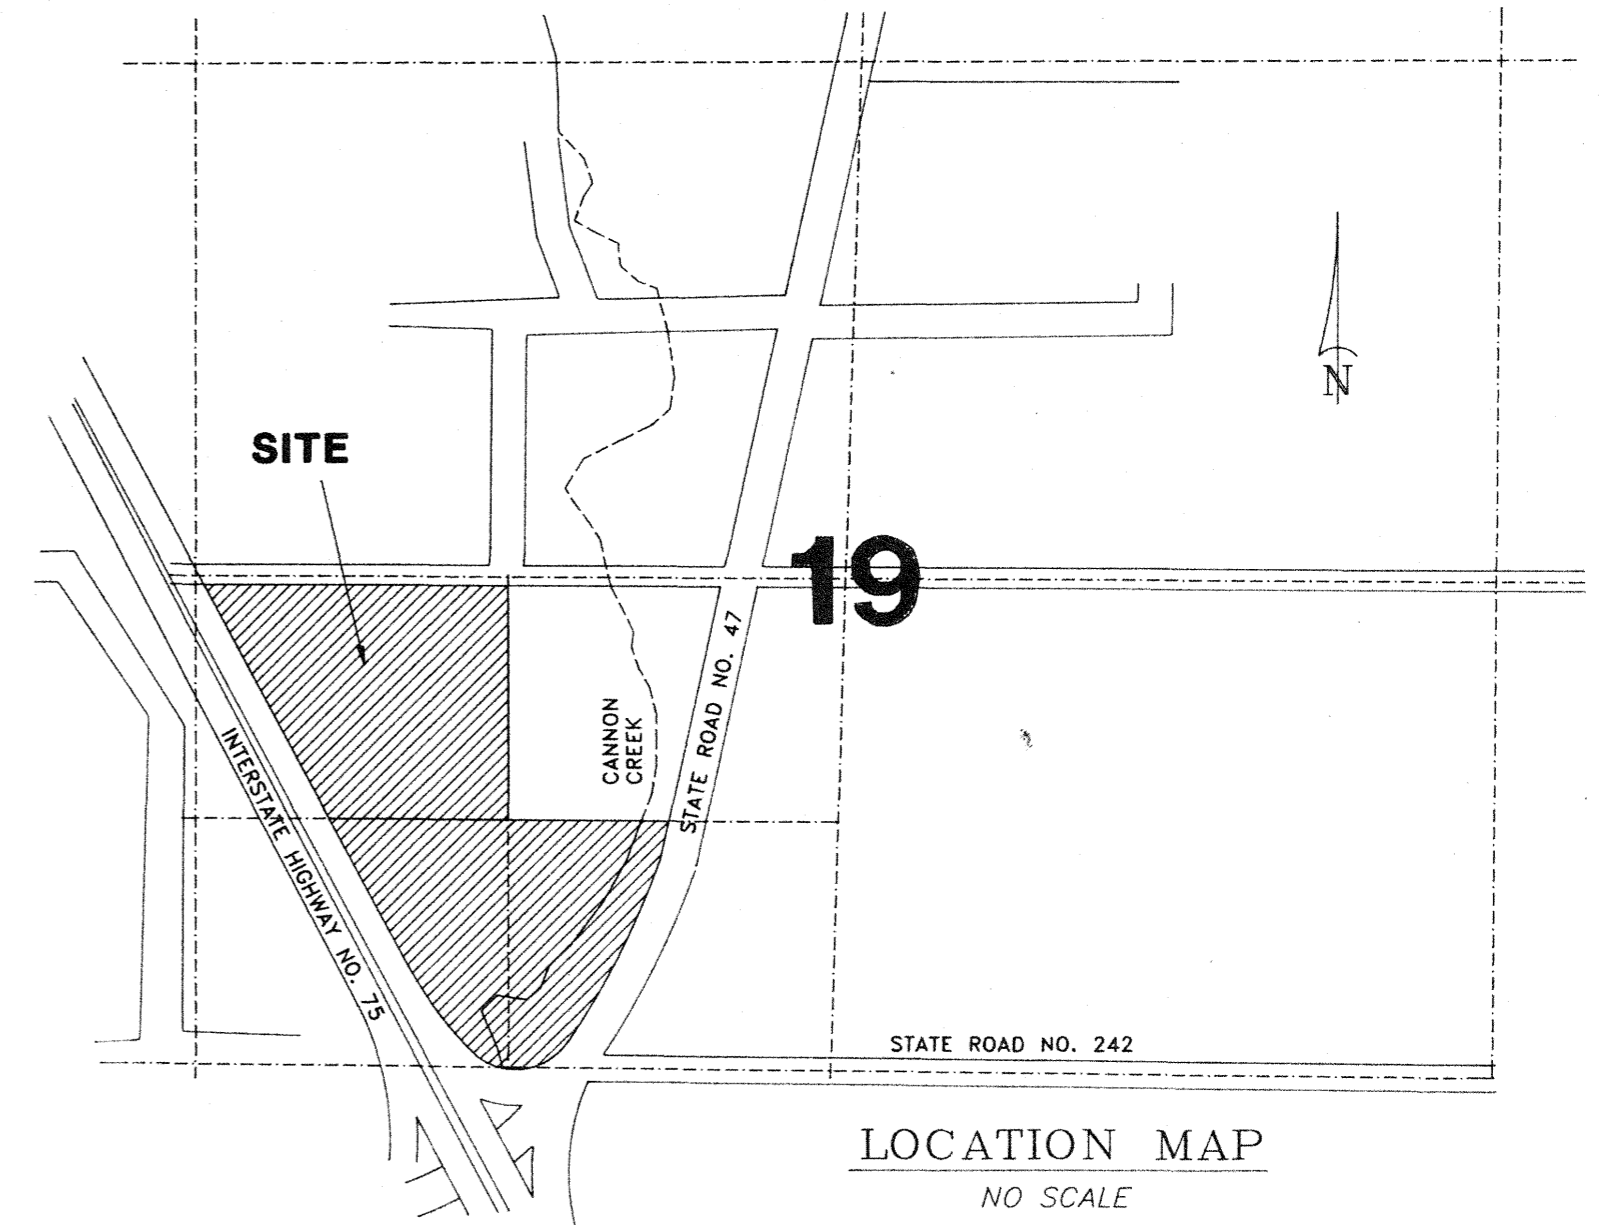 N
SITE
19
CANNON
CREEK
STATE ROAD NO. 47
INTERSTATE HIGHWAY NO. 75
STATE ROAD NO. 242
LOCATION MAP
NO SCALE